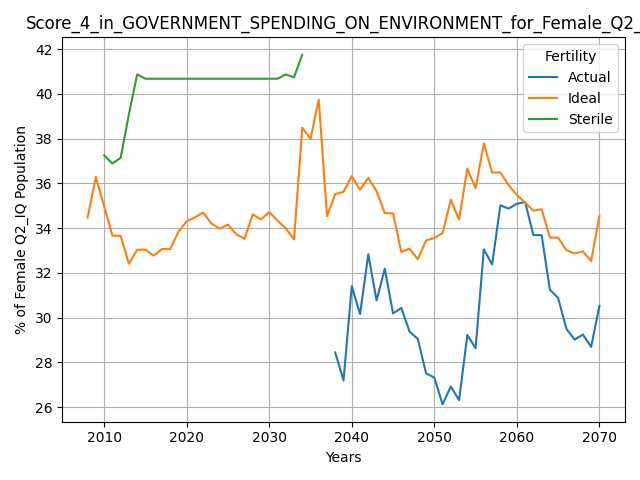 Score_4_in_GOVERNMENT_SPENDING_ON_ENVIRONMENT_for_Female_Q2_
42
40
38
36
34
32
30
28
26
% of Female Q2_IQ Population
Fertility
Actual
Ideal
Sterile
2010 2020 2030 2040 2050 2060 2070
Years